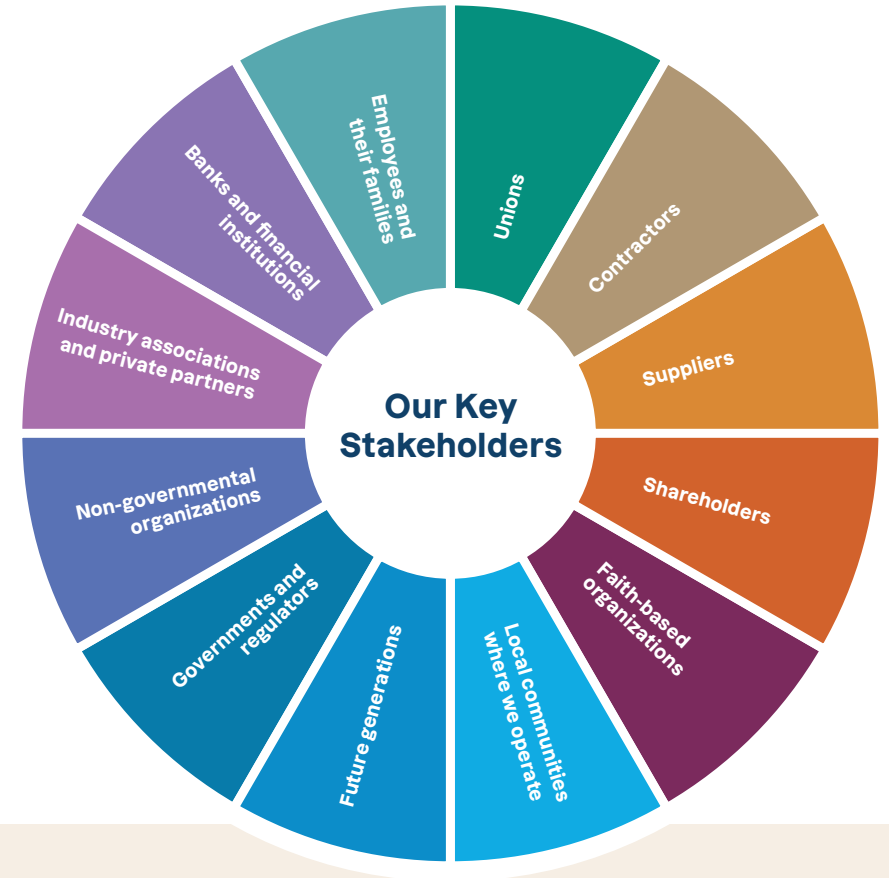 Our Key
Stakeholders
Unions
Contractors
Suppliers
Shareholders
Faith-based
organizations
Local communities
where we operate
Future generations
Governments and
regulators
Non-governmental
organizations
Industry associations
and private partners
Banks and financial
institutions
Employees and
their families